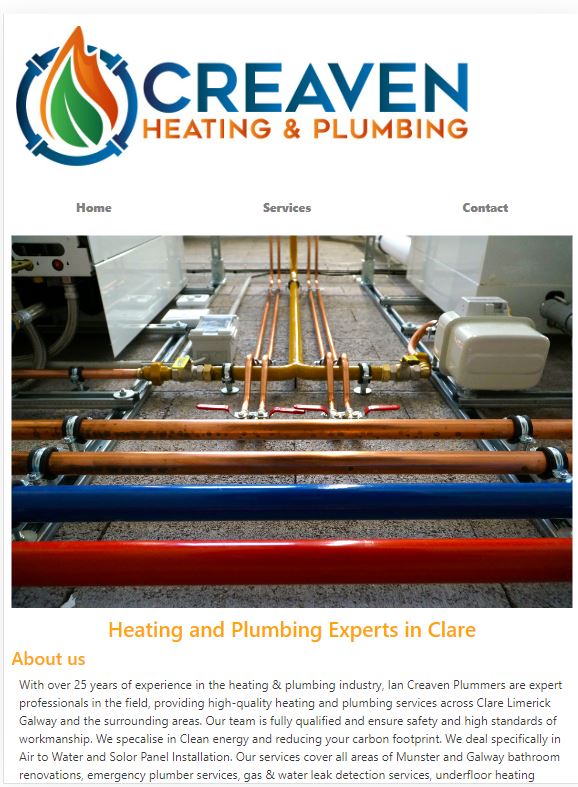 CREAVEN
HEATING & PLUMBING
Home Services Contact
Heating and Plumbing Experts in Clare
About us
With over 25 years of experience in the heating & plumbing industry, Ian Creaven Plummers are expert
professionals in the field, providing high-quality heating and plumbing services across Clare Limerick
Galway and the surrounding areas. Our team is fully qualified and ensure safety and high standards of
workmanship. We specalise in Clean energy and reducing your carbon footprint. We deal specifically in
Air to Water and Solor Panel Installation. Our services cover all areas of Munster and Galway bathroom
renovations, emergency plumber services, gas & water leak detection services, underfloor heating